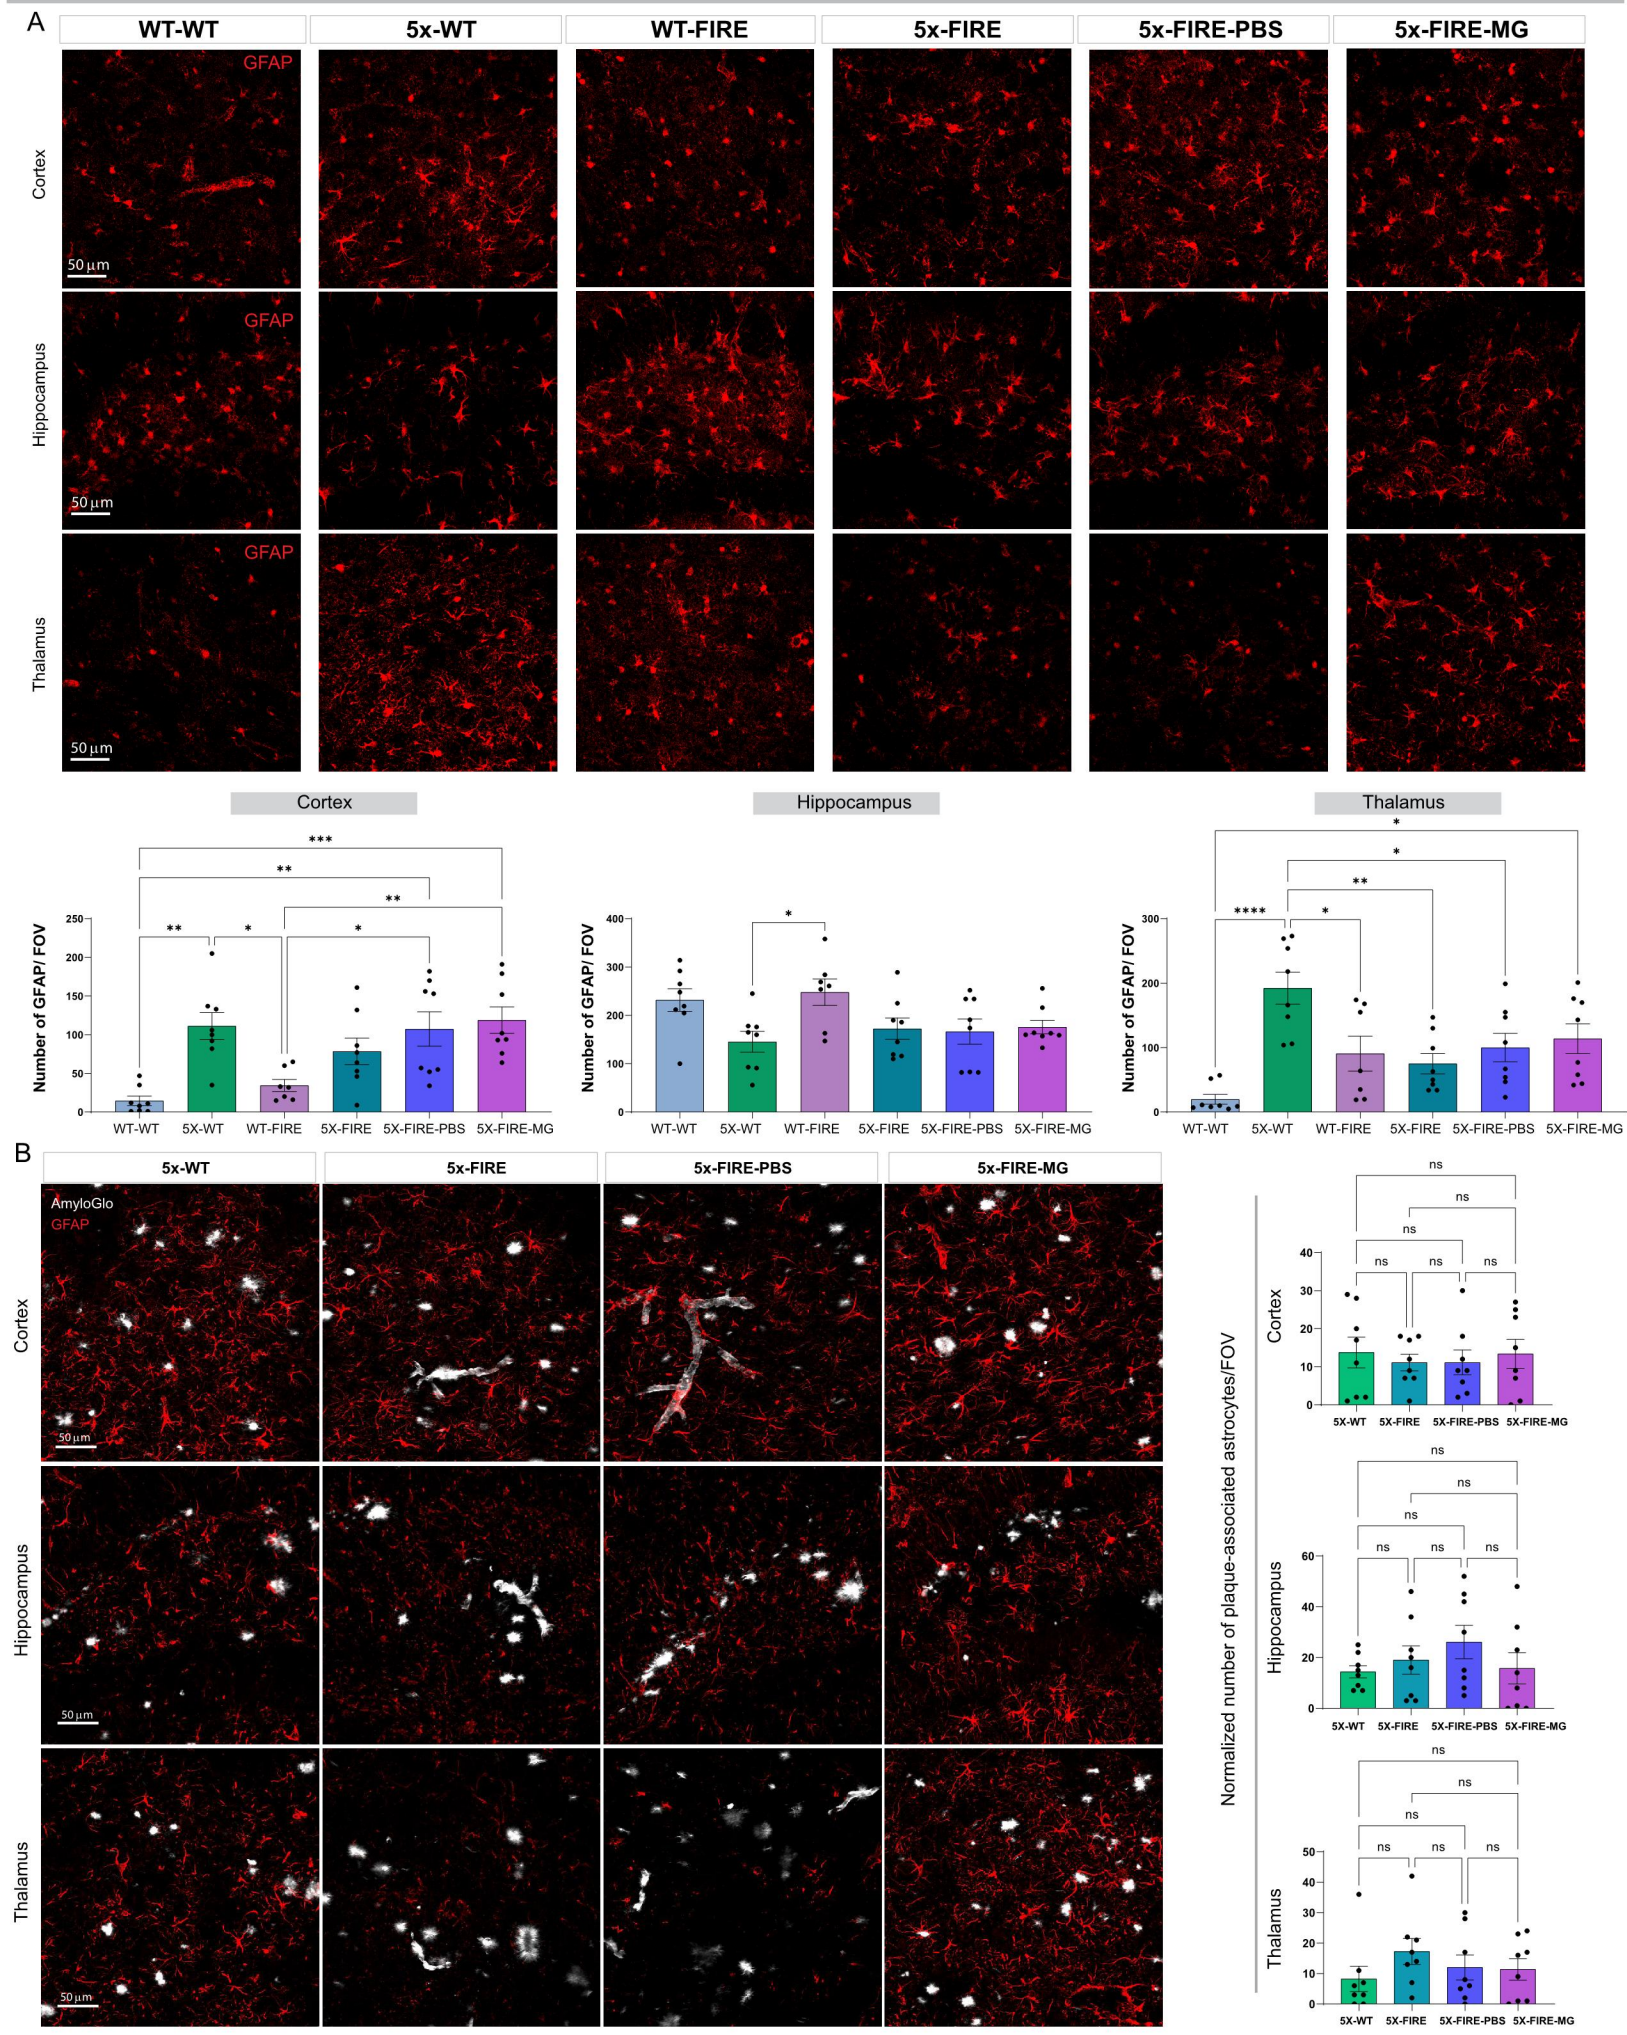 A
WT-WT 5x-WT WT-FIRE 5x-FIRE 5x-FIRE-PBS 5x-FIRE-MG
GFAP
Cortex
50 µm
GFAP
Hippocampus
50 µm
GFAP
Thalamus
50 µm
Cortex Hippocampus Thalamus
Number of GFAP/ FOV
*** ** ** ** * *
250
200
150
100
50
0
WT-WT 5X-WT WT-FIRE 5X-FIRE 5X-FIRE-PBS 5X-FIRE-MG
Number of GFAP/ FOV
*
400
300
200
100
0
WT-WT 5X-WT WT-FIRE 5X-FIRE 5X-FIRE-PBS 5X-FIRE-MG
Number of GFAP/ FOV
* * ** **** *
300
200
100
0
WT-WT 5X-WT WT-FIRE 5X-FIRE 5X-FIRE-PBS 5X-FIRE-MG
B
5x-WT 5x-FIRE 5x-FIRE-PBS 5x-FIRE-MG
AmyloGlo
GFAP
Cortex
50 µm
Hippocampus
50 µm
Thalamus
50 µm
Normalized number of plaque-associated astrocytes/FOV
Cortex
ns
ns
ns
ns ns ns
40
30
20
10
0
5X-WT 5X-FIRE 5X-FIRE-PBS 5X-FIRE-MG
Hippocampus
ns
ns
ns
ns ns ns
60
40
20
0
5X-WT 5X-FIRE 5X-FIRE-PBS 5X-FIRE-MG
Thalamus
ns
ns
ns
ns ns ns
50
40
30
20
10
0
5X-WT 5X-FIRE 5X-FIRE-PBS 5X-FIRE-MG